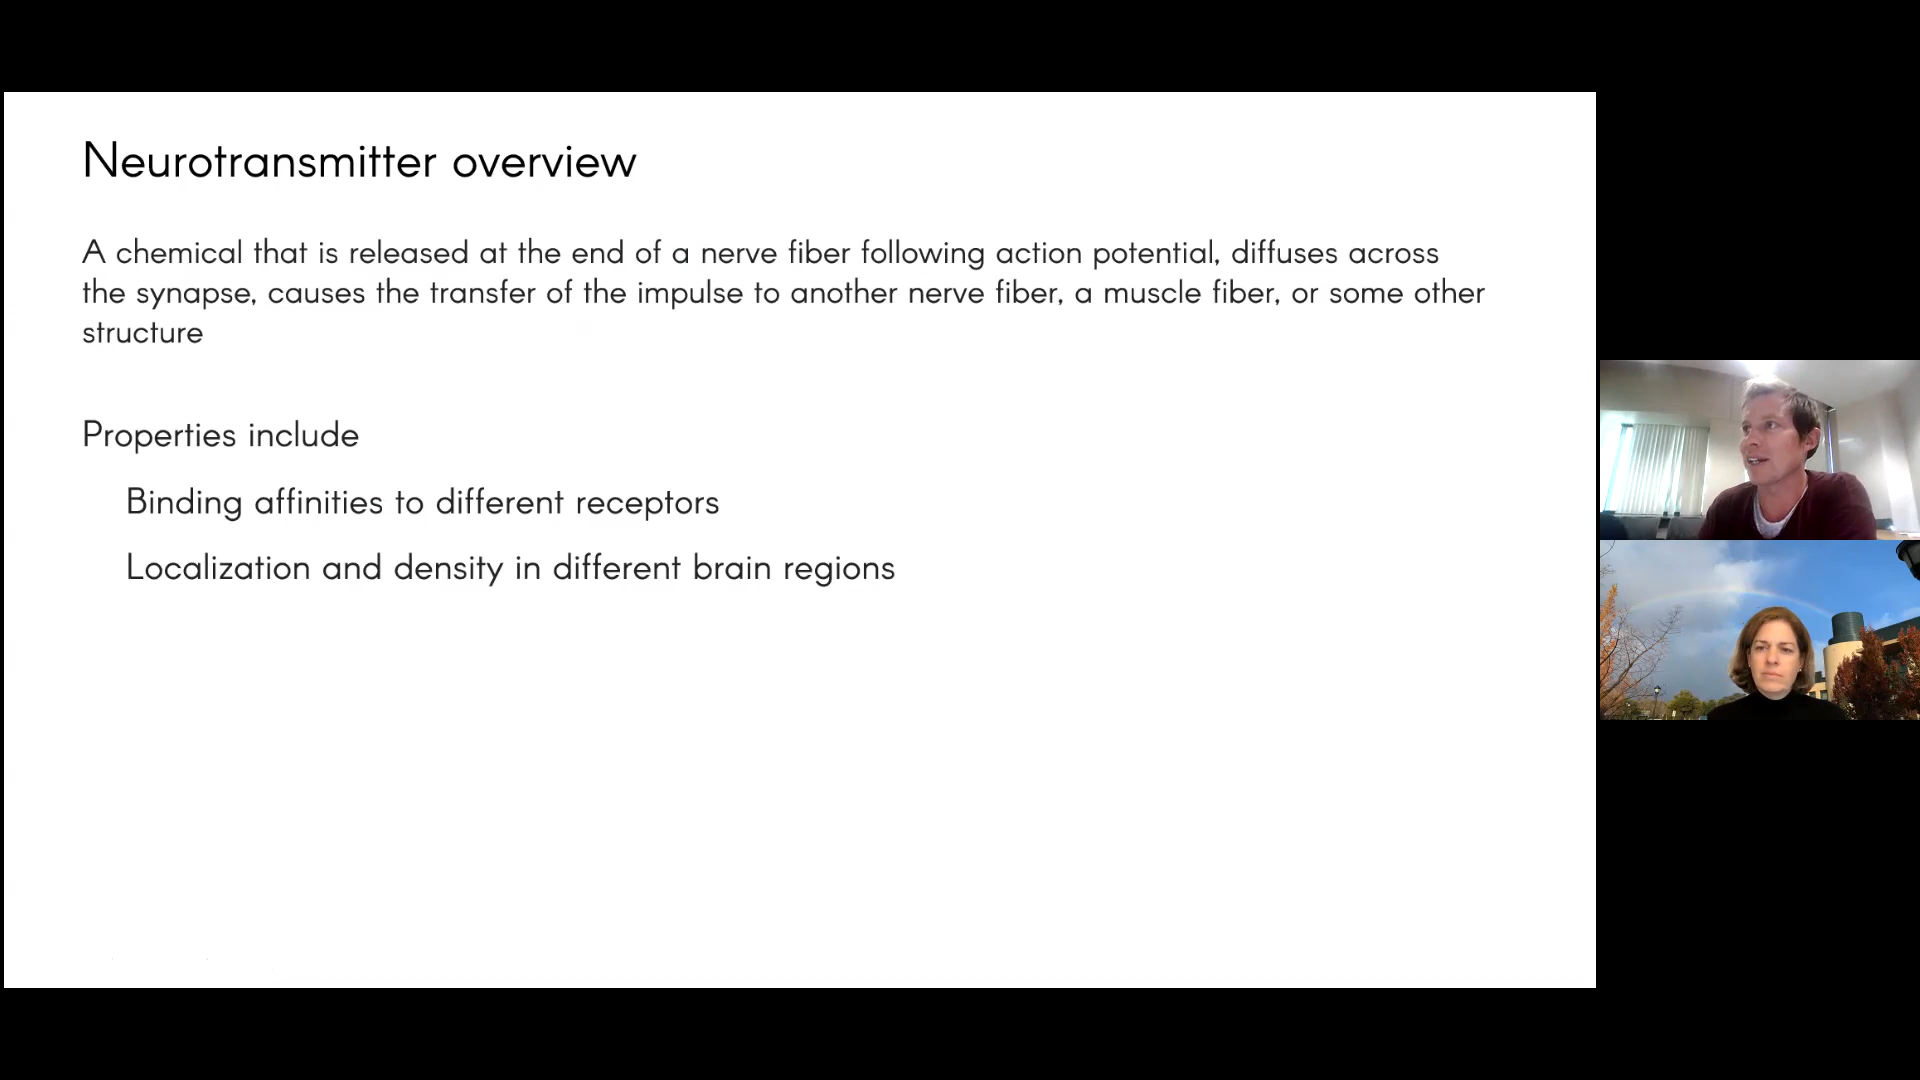 Neurotransmitter overview
A chemical that is released at the end of a nerve fiber following action potential, diffuses across
the synapse, causes the transfer of the impulse to another nerve fiber, a muscle fiber, or some other
structure
Properties include
Binding affinities to different receptors
Localization and density in different brain regions